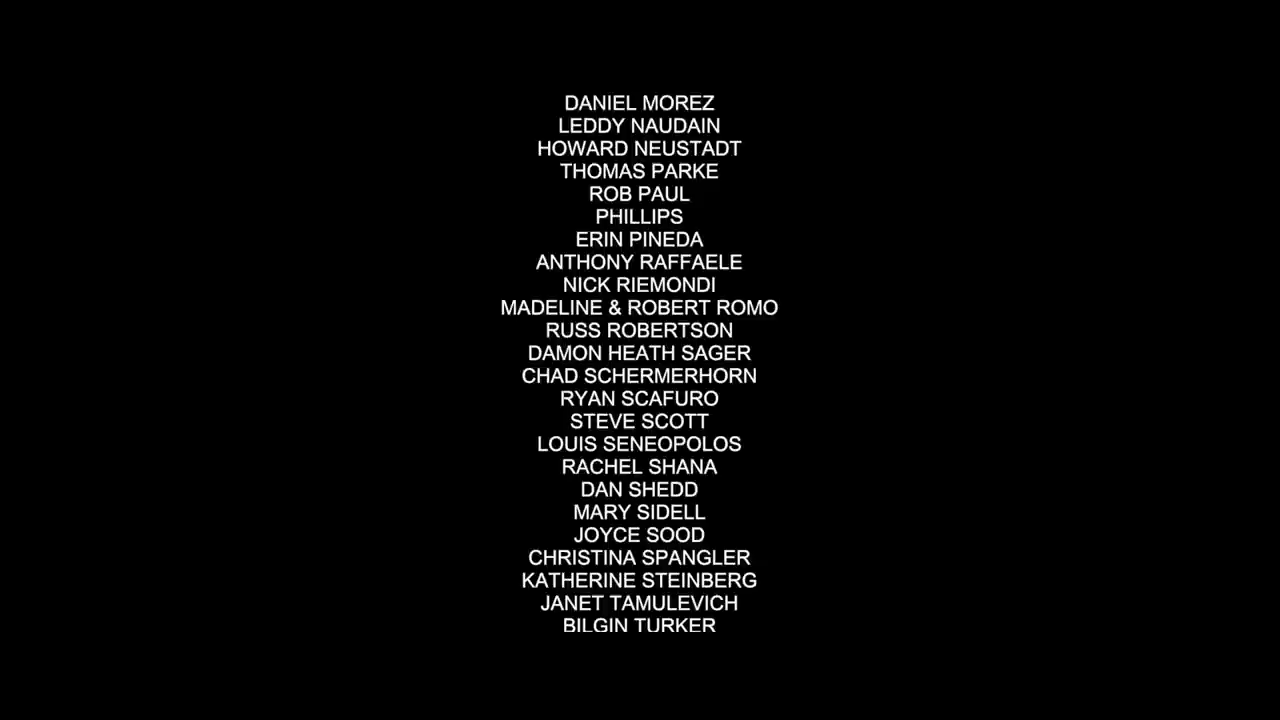 DANIEL MOREZ
LEDDY NAUDAIN
HOWARD NEUSTADT
THOMAS PARKE
ROB PAUL
PHILLIPS
ERIN PINEDA
ANTHONY RAFFAELE
NICK RIEMONDI
MADELINE & ROBERT ROMO
RUSS ROBERTSON
DAMON HEATH SAGER
CHAD SCHERMERHORN
RYAN SCAFURO
STEVE SCOTT
LOUIS SENEOPOLOS
RACHEL SHANA
DAN SHEDD
MARY SIDELL
JOYCE SOOD
CHRISTINA SPANGLER
KATHERINE STEINBERG
JANET TAMULEVICH
BILGIN TURKER